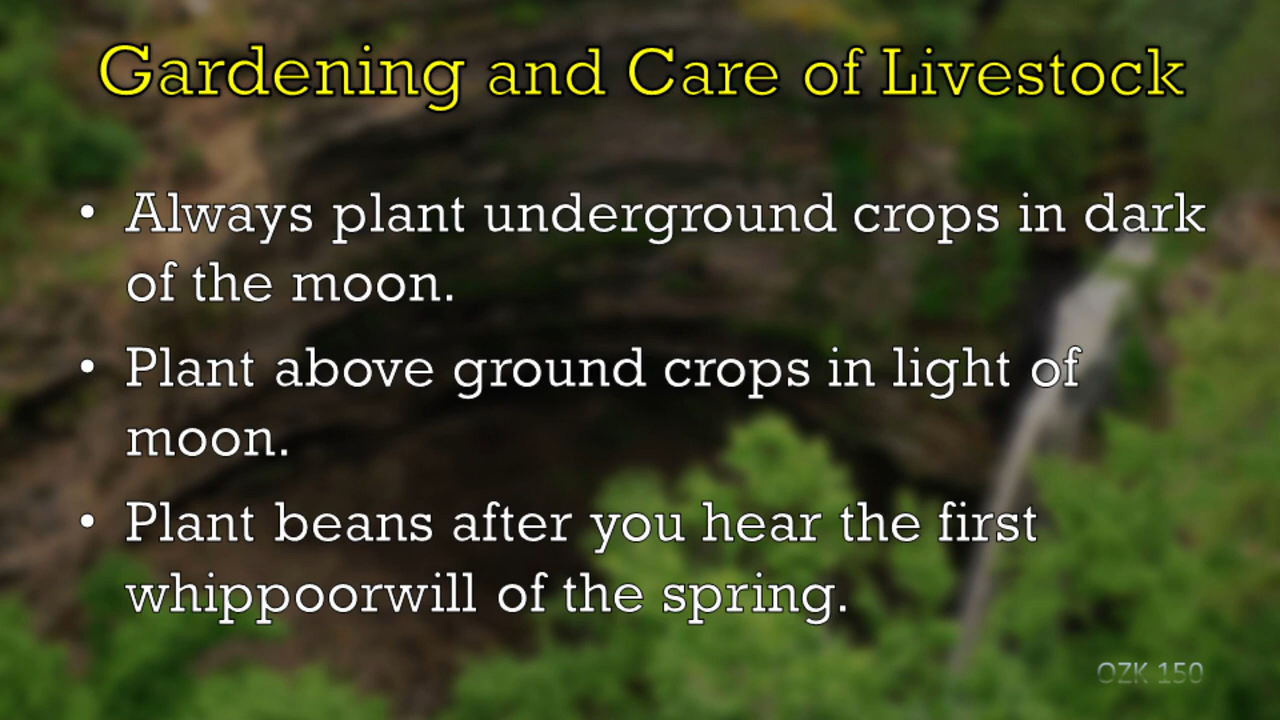 Gardening and Care of Livestock
• Always plant underground crops in dark
of the moon.
• Plant above ground crops in light of
moon.
• Plant beans after you hear the first
whippoorwill of the spring.
OZK 150